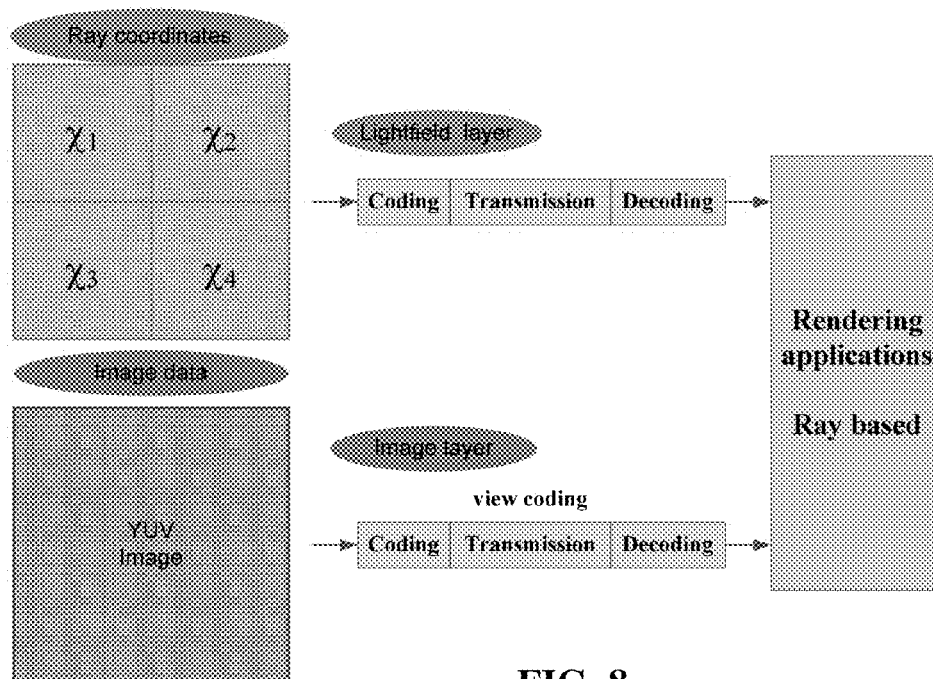 Ray coordinates
χ1 χ2
χ3 χ4
Lightfield layer
Coding Transmission Decoding
Image data
YUV
Image
Image layer
view coding
Coding Transmission Decoding
Rendering
applications
Ray based
FIG. 8